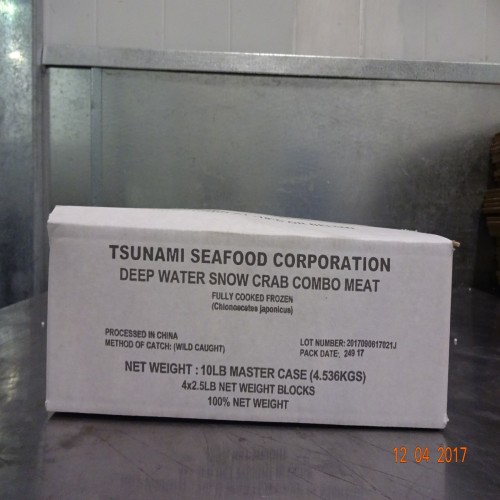 TSUNAMI SEAFOOD CORPORATION
DEEP WATER SNOW CRAB COMBO MEAT
FULLY COOKED FROZEN
(Chionoecetes japonicus)
PROCESSED IN CHINA
METHOD OF CATCH: (WILD CAUGHT)
LOT NUMBER: 2017090017021J
PACK DATE: 249 17
NET WEIGHT : 10LB MASTER CASE (4.536KGS)
4x2.5LB NET WEIGHT BLOCKS
100% NET WEIGHT
12 04 2017